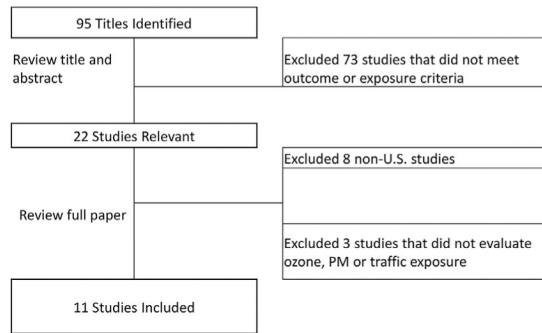 95 Titles Identified
Review title and
abstract
Excluded 73 studies that did not meet
outcome or exposure criteria
22 Studies Relevant
Excluded 8 non-U.S. studies
Review full paper
Excluded 3 studies that did not evaluate
ozone, PM or traffic exposure
11 Studies Included